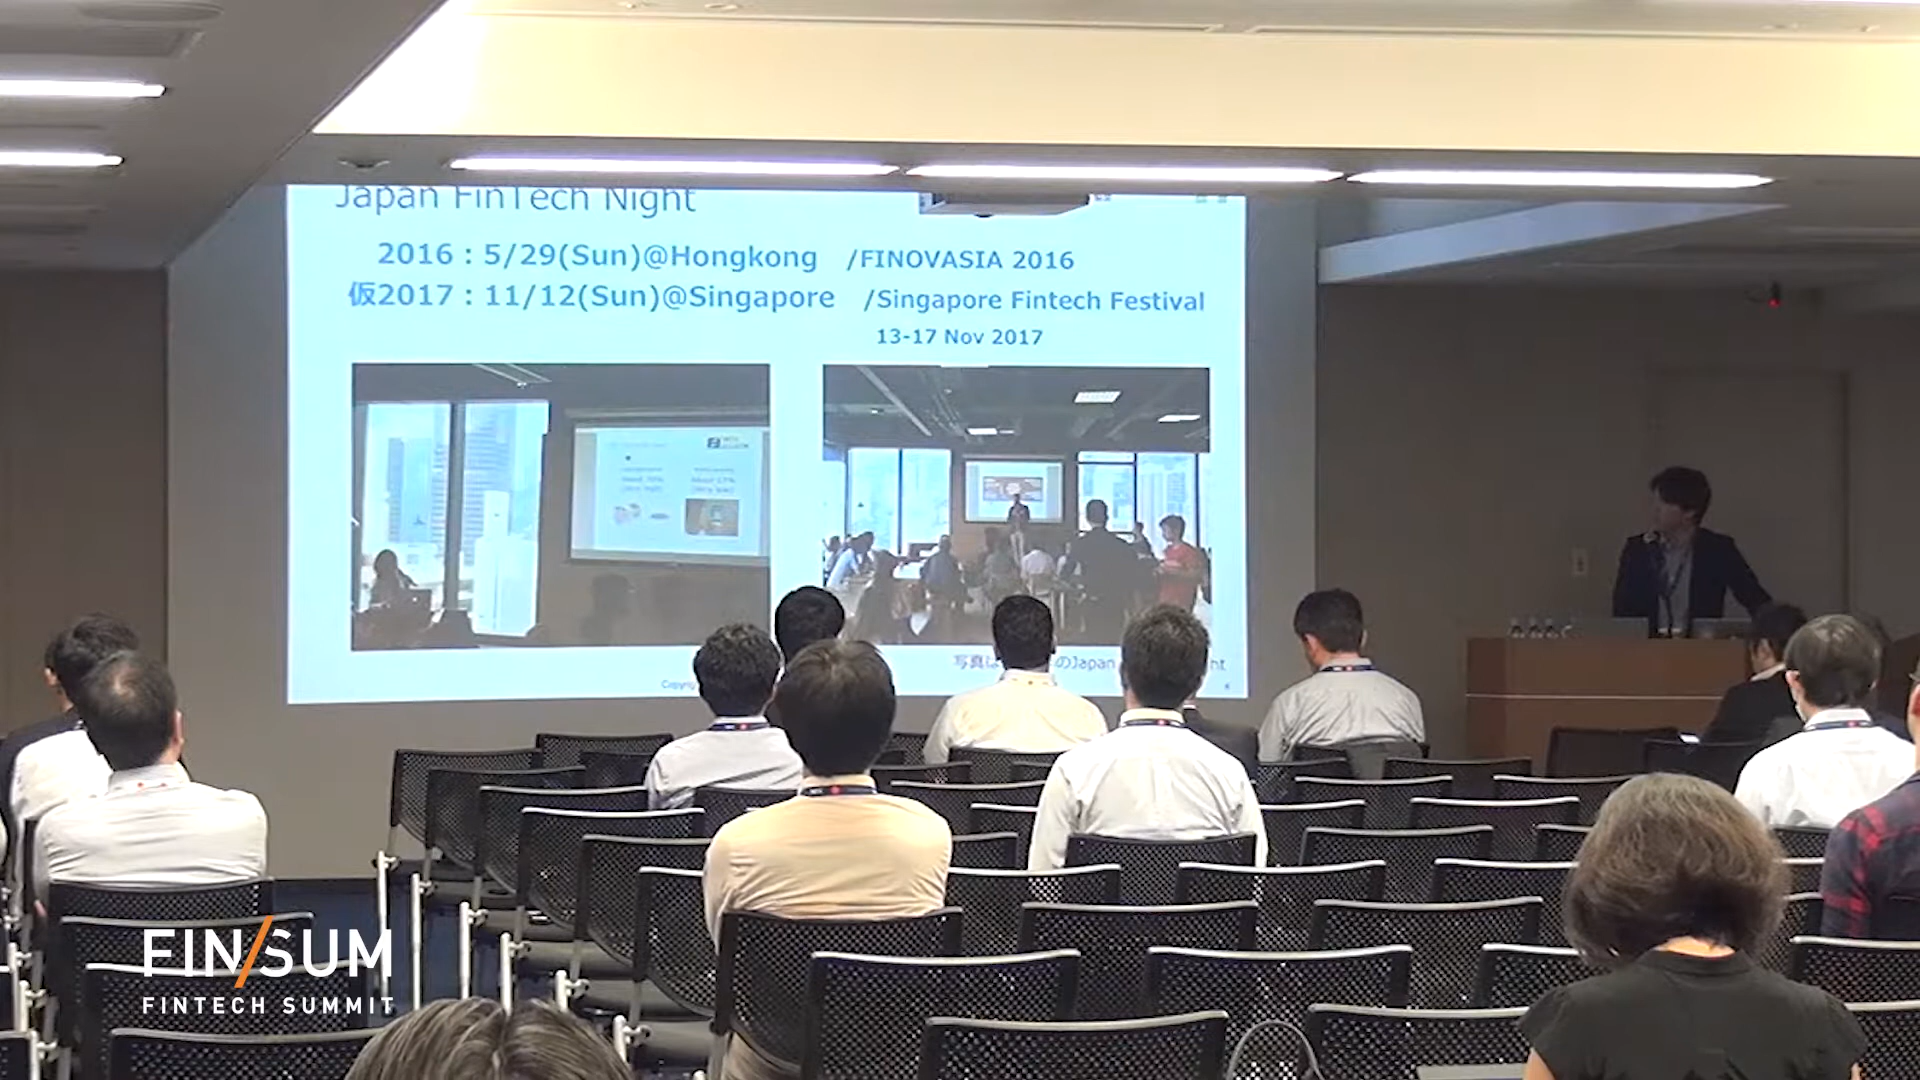 Japan FinTech Night
2016：5/29(Sun)@Hongkong /FINOVASIA 2016
仮2017：11/12(Sun)@Singapore /Singapore Fintech Festival
13-17 Nov 2017
写真は のJapan
FIN/SUM
FINTECH SUMMIT